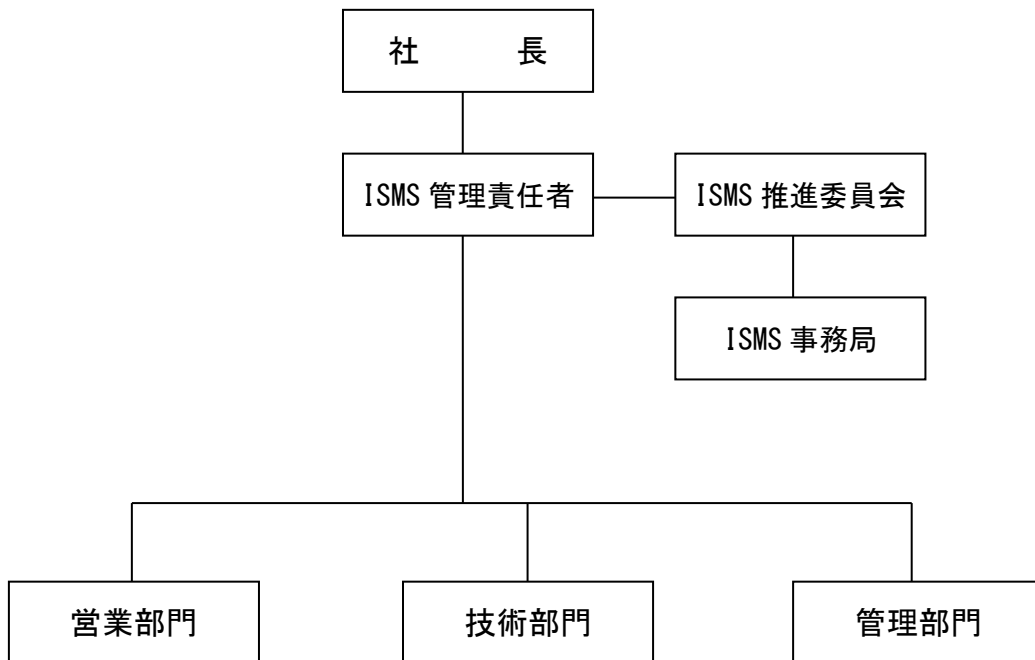 社　　　長
ISMS 管理責任者
ISMS 推進委員会
ISMS 事務局
営業部門
技術部門
管理部門